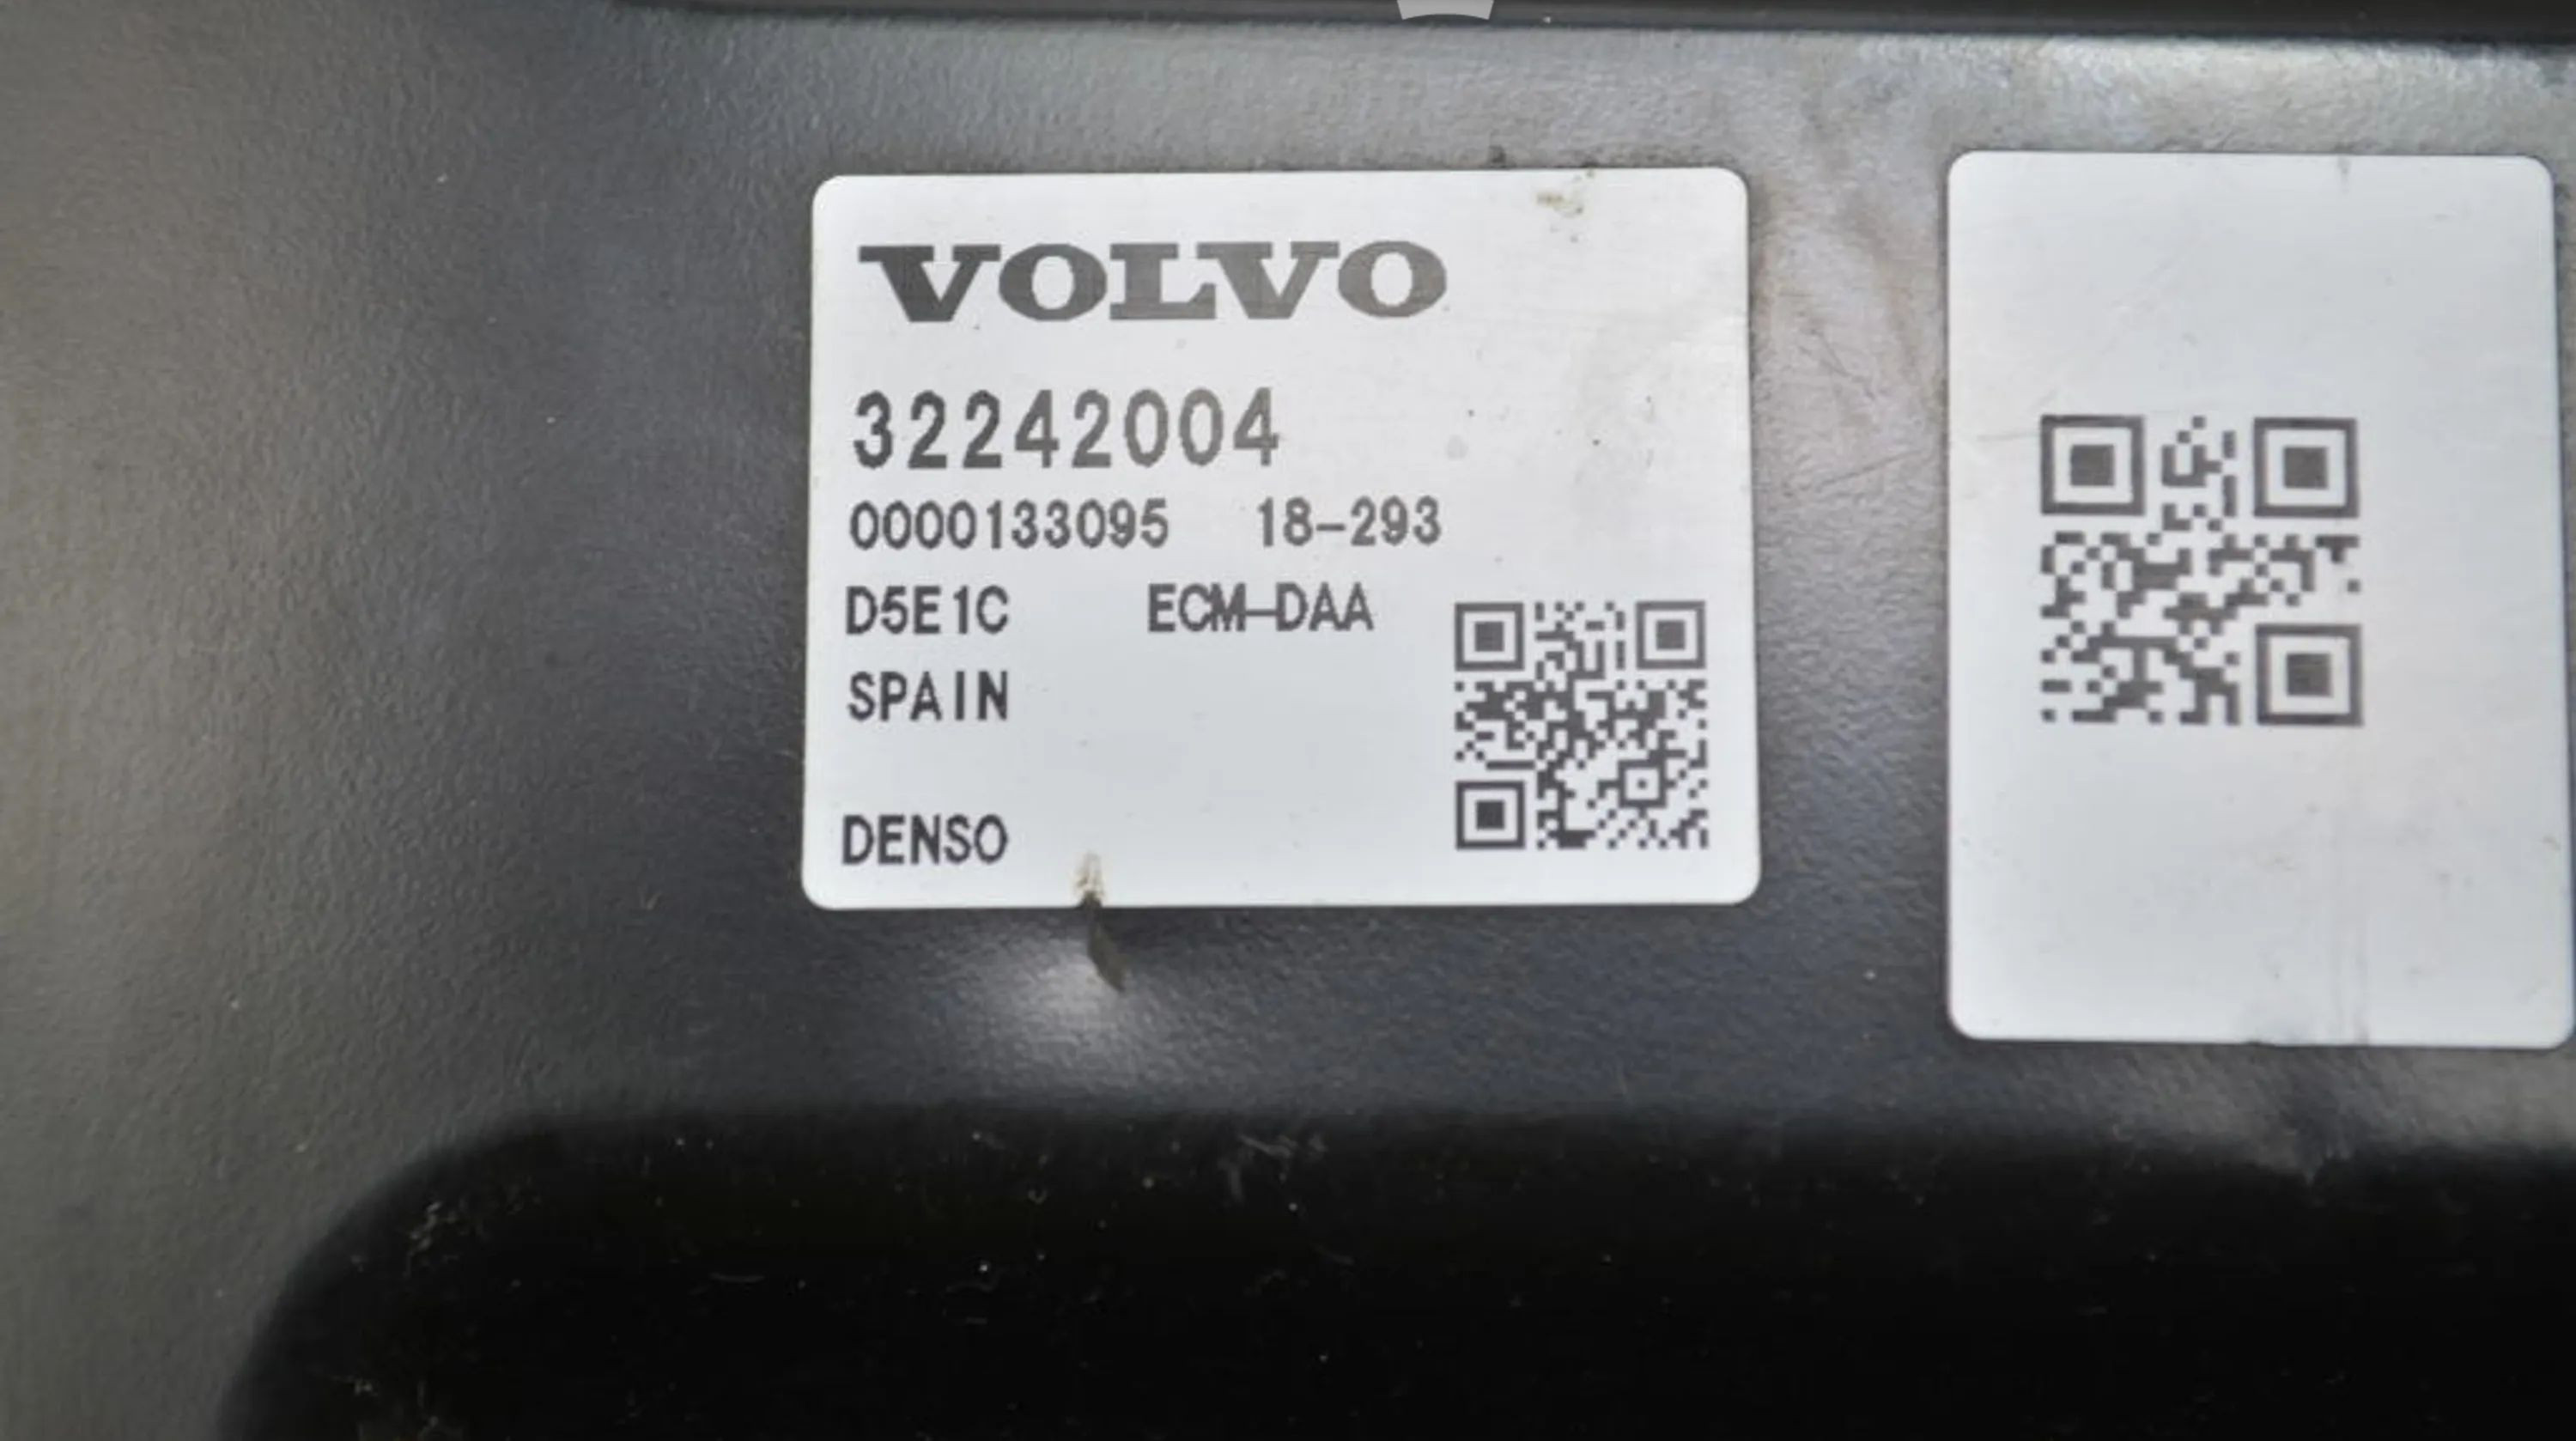 VOLVO
32242004
0000133095 18-293
D5E1C ECM-DAA
SPAIN
DENSO